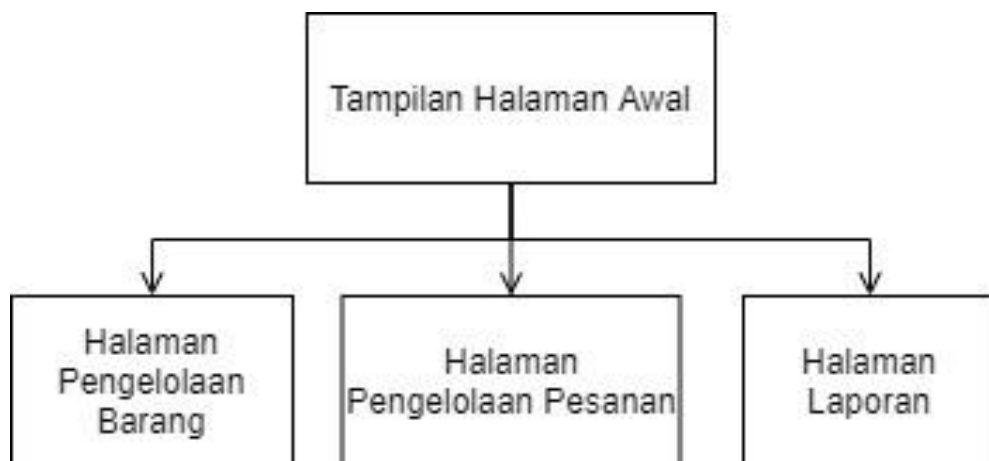 Tampilan Halaman Awal
Halaman
Pengelolaan
Barang
Halaman
Pengelolaan Pesanan
Halaman
Laporan